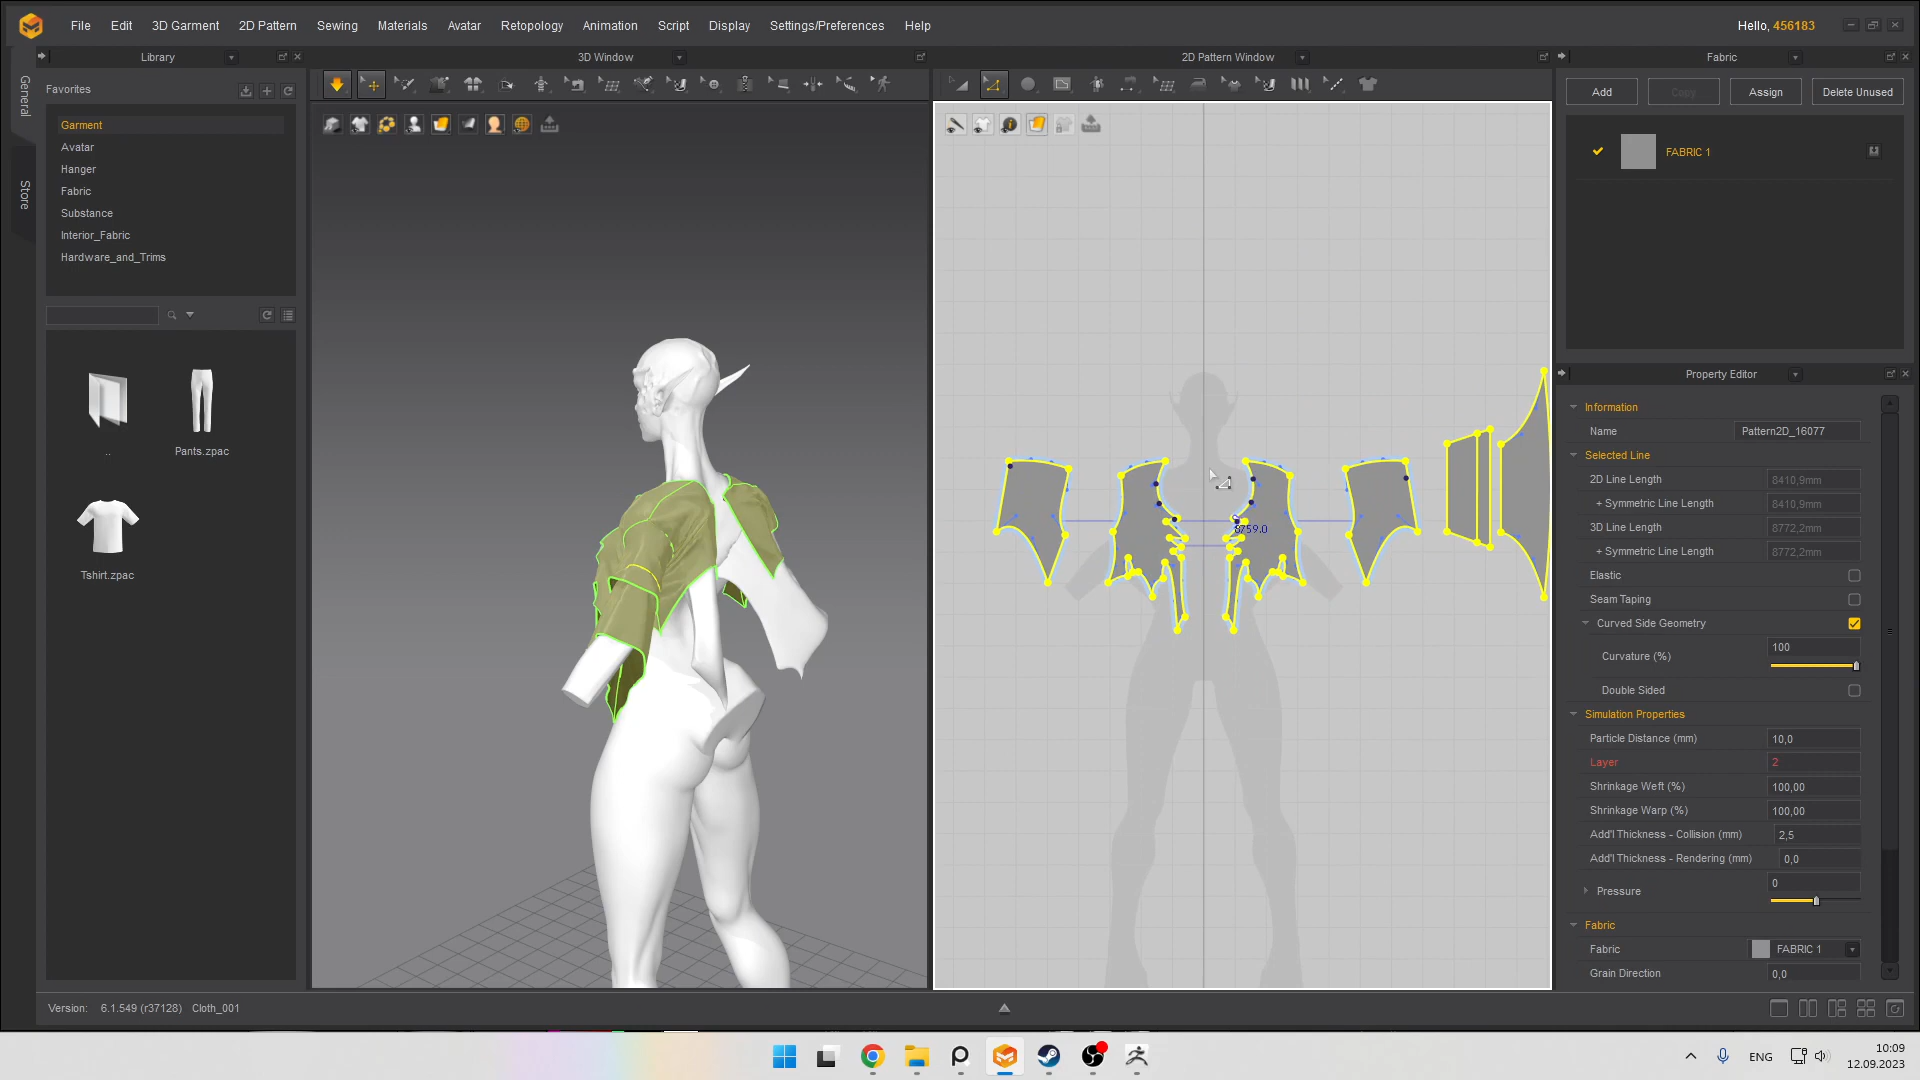 File Edit 3D Garment 2D Pattern Sewing Materials Avatar Retopology Animation Script Display Settings/Preferences Help
Hello, 456183
Library
3D Window
2D Pattern Window
Fabric
General
Store
Favorites
Garment
Avatar
Hanger
Fabric
Substance
Interior_Fabric
Hardware_and_Trims
..
Pants.zpac
Tshirt.zpac
8759.0
Add Copy Assign Delete Unused
FABRIC 1
Property Editor
Information
Name Pattern2D_16077
Selected Line
2D Line Length 8410,9mm
+ Symmetric Line Length 8410,9mm
3D Line Length 8772,2mm
+ Symmetric Line Length 8772,2mm
Elastic
Seam Taping
Curved Side Geometry
Curvature (%) 100
Double Sided
Simulation Properties
Particle Distance (mm) 10,0
Layer 2
Shrinkage Weft (%) 100,00
Shrinkage Warp (%) 100,00
Add'l Thickness - Collision (mm) 2,5
Add'l Thickness - Rendering (mm) 0,0
Pressure 0
Fabric
Fabric FABRIC 1
Grain Direction 0,0
Version: 6.1.549 (r37128) Cloth_001
ENG
10:09
12.09.2023